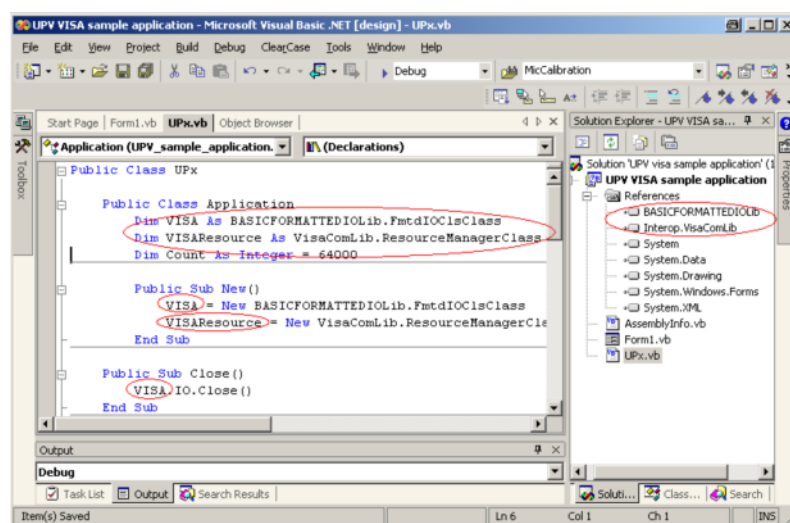 UPV VISA sample application - Microsoft Visual Basic .NET [design] - UPx.vb
File Edit View Project Build Debug ClearCase Tools Window Help
Debug MicCalibration
Start Page Form1.vb UPx.vb Object Browser
Solution Explorer - UPV VISA sa...
Toolbox
Properties
Application (UPV_sample_application. (Declarations)
Public Class UPx
Public Class Application
Dim VISA As BASICFORMATTEDIOLib.FmtdIOClsClass
Dim VISAResource As VisaComLib.ResourceManagerClass
Dim Count As Integer = 64000
Public Sub New()
VISA = New BASICFORMATTEDIOLib.FmtdIOClsClass
VISAResource = New VisaComLib.ResourceManagerCla
End Sub
Public Sub Close()
VISA.IO.Close()
End Sub
Solution 'UPV visa sample application' (1
UPV VISA sample application
References
BASICFORMATTEDIOLib
Interop.VisaComLib
System
System.Data
System.Drawing
System.Windows.Forms
System.XML
AssemblyInfo.vb
Form1.vb
UPx.vb
Output
Debug
Task List Output Search Results
Soluti... Class... Search
Item(s) Saved Ln 6 Col 1 Ch 1 INS